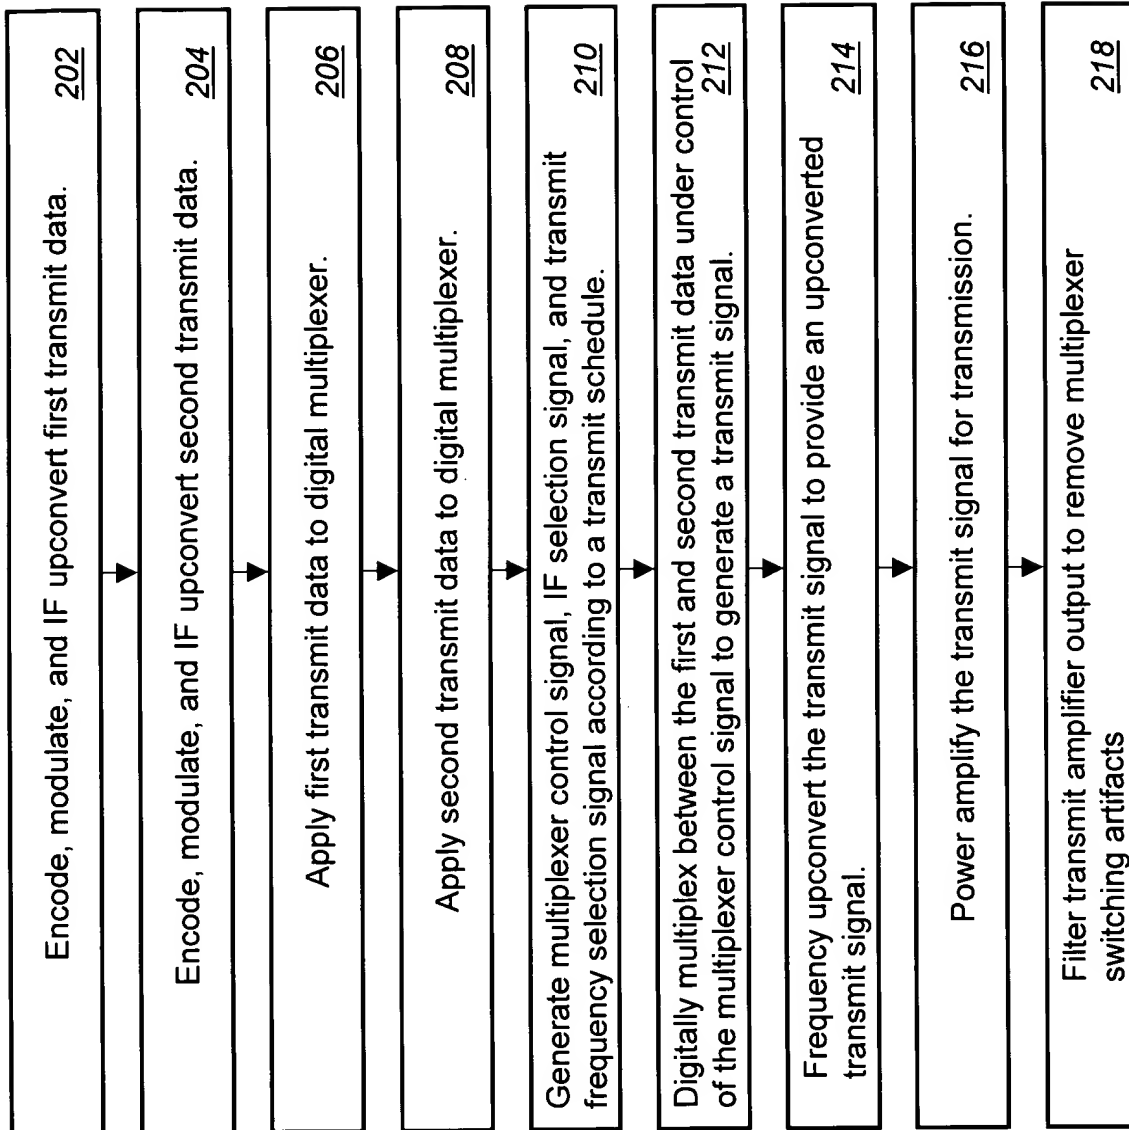 Encode, modulate, and IF upconvert first transmit data. 202
Encode, modulate, and IF upconvert second transmit data. 204
Apply first transmit data to digital multiplexer. 206
Apply second transmit data to digital multiplexer. 208
Generate multiplexer control signal, IF selection signal, and transmit
frequency selection signal according to a transmit schedule. 210
Digitally multiplex between the first and second transmit data under control
of the multiplexer control signal to generate a transmit signal. 212
Frequency upconvert the transmit signal to provide an upconverted
transmit signal. 214
Power amplify the transmit signal for transmission. 216
Filter transmit amplifier output to remove multiplexer
switching artifacts 218